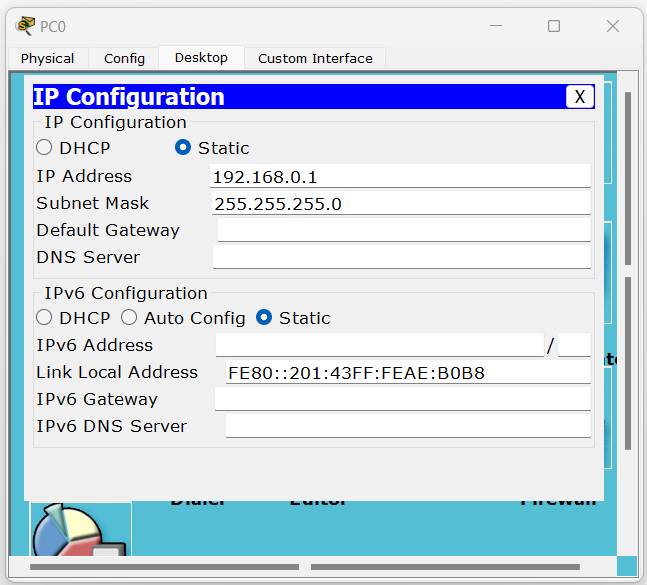 PC0
Physical Config Desktop Custom Interface
IP Configuration X
IP Configuration
DHCP Static
IP Address 192.168.0.1
Subnet Mask 255.255.255.0
Default Gateway
DNS Server
IPv6 Configuration
DHCP Auto Config Static
IPv6 Address /
Link Local Address FE80::201:43FF:FEAE:B0B8
IPv6 Gateway
IPv6 DNS Server
Dialer Editor Firewall